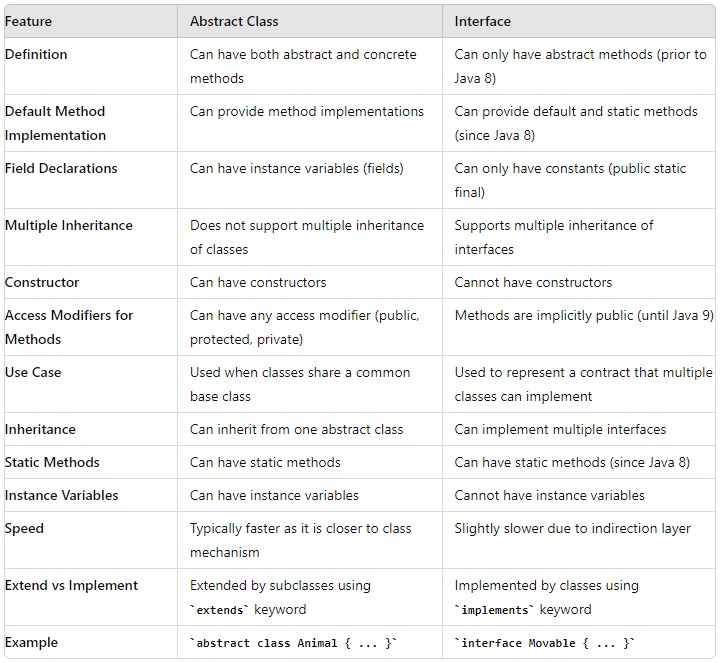 Feature Abstract Class Interface
Definition Can have both abstract and concrete Can only have abstract methods (prior to
methods Java 8)
Default Method Can provide method implementations Can provide default and static methods
Implementation (since Java 8)
Field Declarations Can have instance variables (fields) Can only have constants (public static
final)
Multiple Inheritance Does not support multiple inheritance Supports multiple inheritance of
of classes interfaces
Constructor Can have constructors Cannot have constructors
Access Modifiers for Can have any access modifier (public, Methods are implicitly public (until Java 9)
Methods protected, private)
Use Case Used when classes share a common Used to represent a contract that multiple
base class classes can implement
Inheritance Can inherit from one abstract class Can implement multiple interfaces
Static Methods Can have static methods Can have static methods (since Java 8)
Instance Variables Can have instance variables Cannot have instance variables
Speed Typically faster as it is closer to class Slightly slower due to indirection layer
mechanism
Extend vs Implement Extended by subclasses using Implemented by classes using
`extends` keyword `implements` keyword
Example `abstract class Animal { ... }` `interface Movable { ... }`